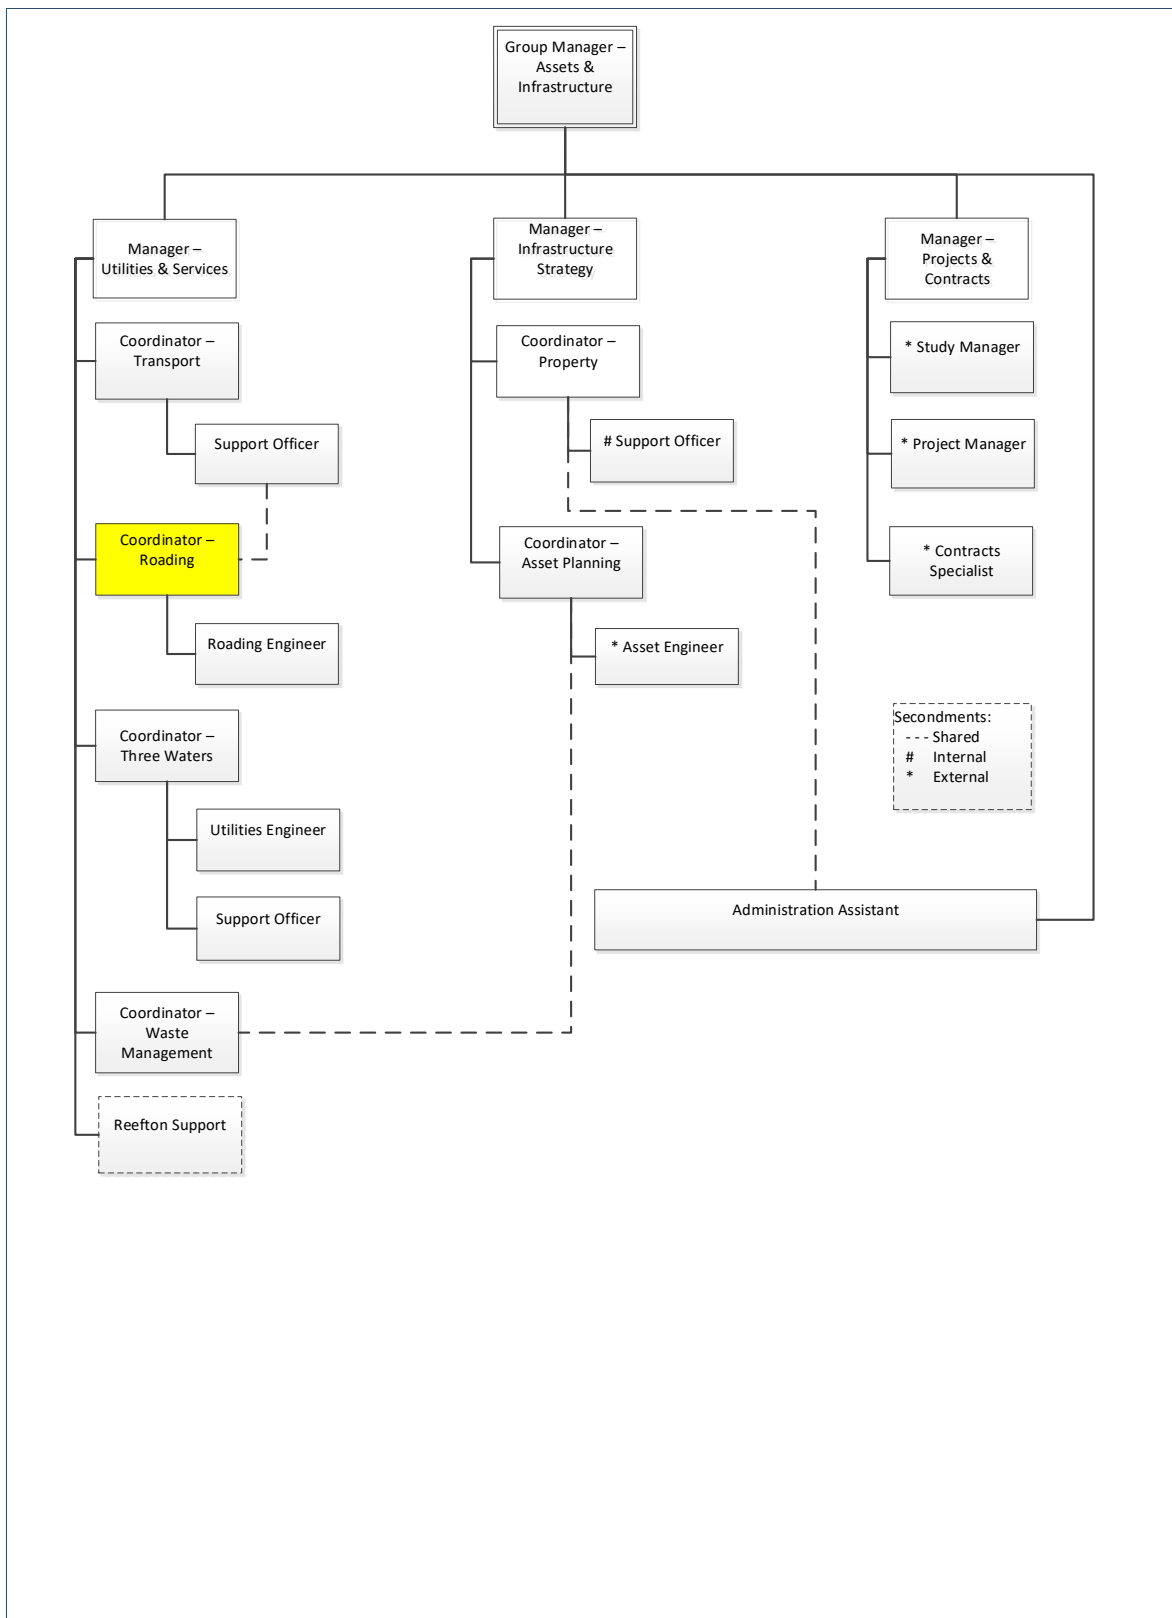 Group Manager –
Assets &
Infrastructure
Manager –
Utilities & Services
Coordinator –
Transport
Support Officer
Coordinator –
Roading
Roading Engineer
Coordinator –
Three Waters
Utilities Engineer
Support Officer
Coordinator –
Waste
Management
Reefton Support
Manager –
Infrastructure
Strategy
Coordinator –
Property
# Support Officer
Coordinator –
Asset Planning
* Asset Engineer
Manager –
Projects &
Contracts
* Study Manager
* Project Manager
* Contracts
Specialist
Secondments:
--- Shared
# Internal
* External
Administration Assistant